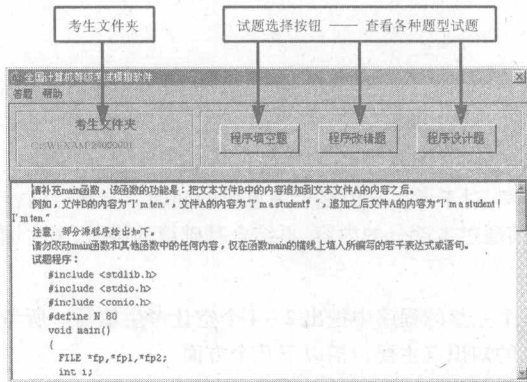 考生文件夹
试题选择按钮 —— 查看各种题型试题
全国计算机等级考试模拟软件
答题 帮助
考生文件夹
程序填空题
程序改错题
程序设计题
请补充main函数，该函数的功能是：把文本文件B中的内容追加到文本文件A的内容之后。
例如，文件B的内容为“I'm ten.”，文件A的内容为“I'm a student！”，追加之后文件A的内容为“I'm a student！
I'm ten.”
注意：部分源程序给出如下。
请勿改动main函数和其他函数中的任何内容，仅在函数main的横线上填入所编写的若干表达式或语句。
试题程序：
#include <stdlib.h>
#include <stdio.h>
#include <conio.h>
#define N 80
void main()
{
FILE *fp,*fp1,*fp2;
int i;